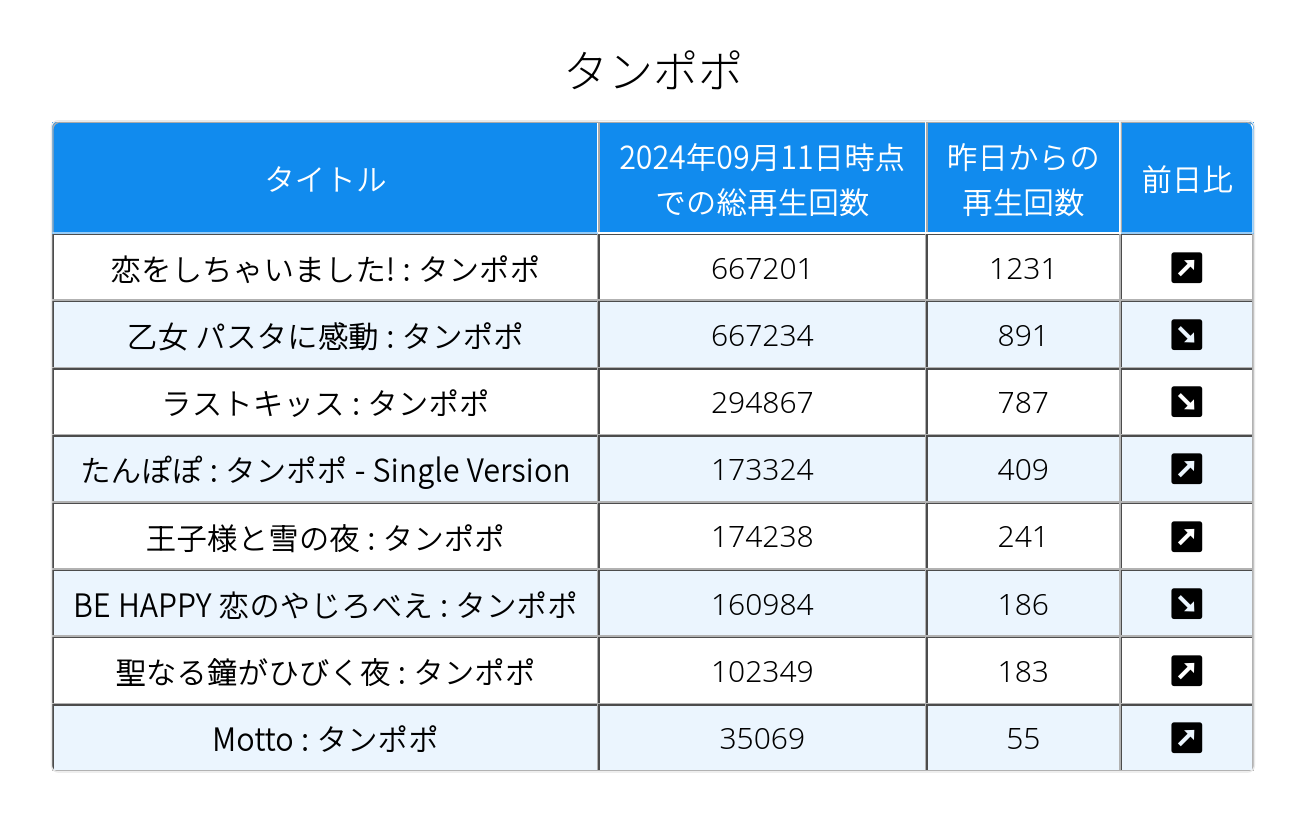 タンポポ
タイトル
2024年09月11日時点
での総再生回数
昨日からの
再生回数
前日比
恋をしちゃいました! : タンポポ 667201 1231
乙女 パスタに感動 : タンポポ 667234 891
ラストキッス : タンポポ 294867 787
たんぽぽ : タンポポ - Single Version 173324 409
王子様と雪の夜 : タンポポ 174238 241
BE HAPPY 恋のやじろべえ : タンポポ 160984 186
聖なる鐘がひびく夜 : タンポポ 102349 183
Motto : タンポポ 35069 55